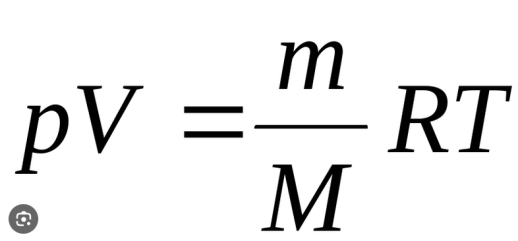 pV = m/M RT